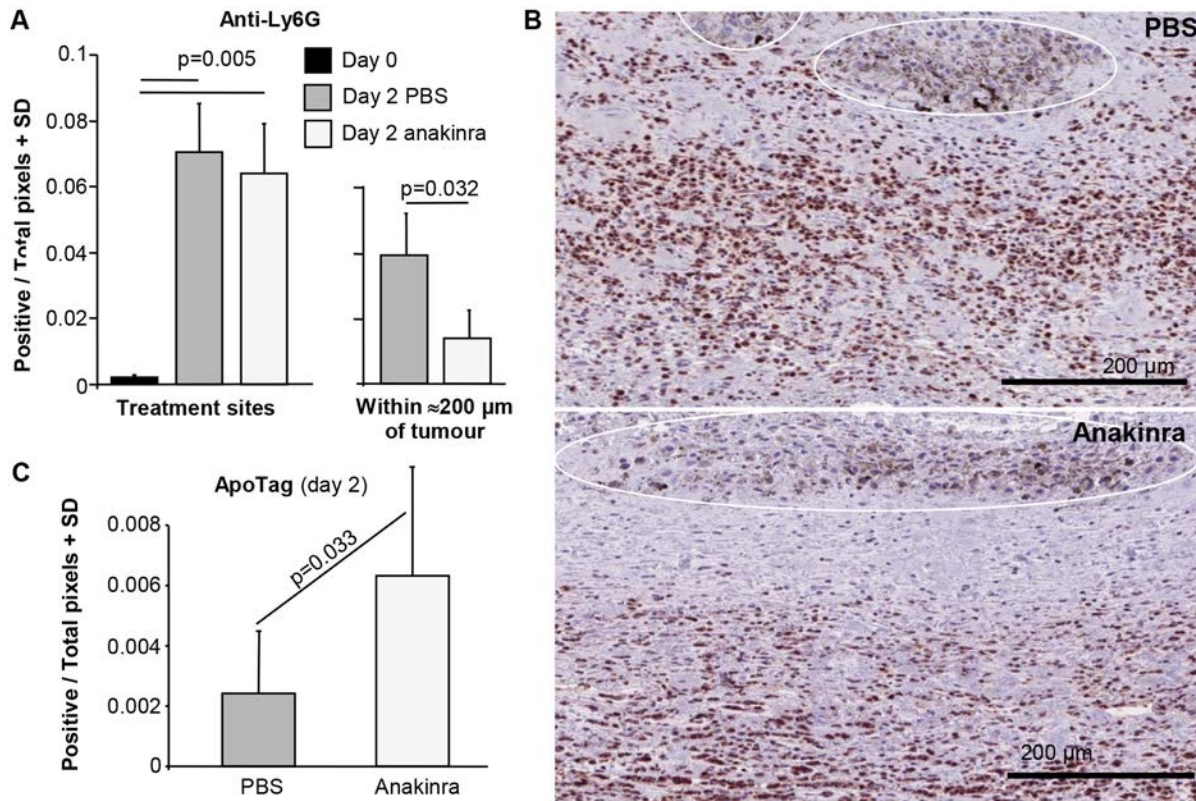 A
Anti-Ly6G
0.1
0.08
0.06
0.04
0.02
0
Positive / Total pixels + SD
p=0.005
Day 0
Day 2 PBS
Day 2 anakinra
p=0.032
Treatment sites
Within ≈200 µm
of tumour
B
PBS
200 µm
Anakinra
200 µm
C
ApoTag (day 2)
0.008
0.006
0.004
0.002
0
Positive / Total pixels + SD
p=0.033
PBS
Anakinra